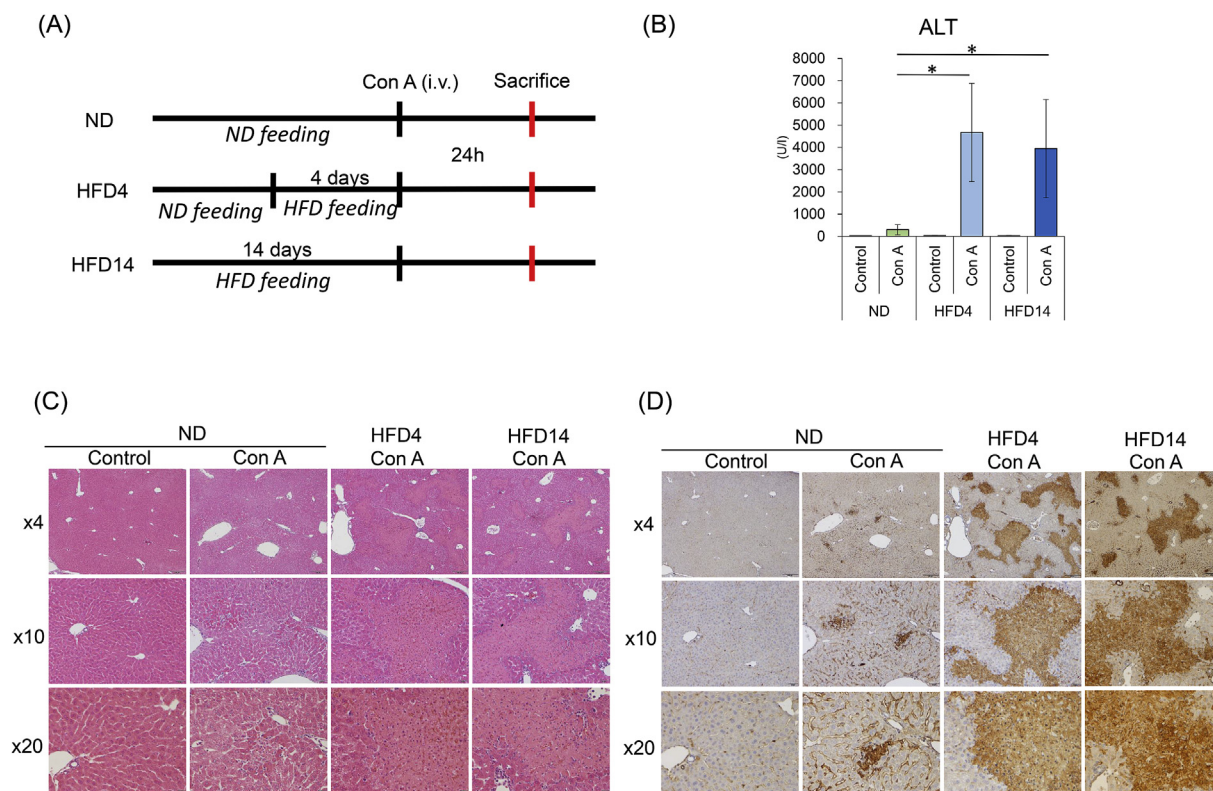 (A)
Con A (i.v.)
Sacrifice
ND
ND feeding
24h
HFD4
4 days
ND feeding
HFD feeding
HFD14
14 days
HFD feeding
(B)
ALT
*
*
8000
7000
6000
5000
4000
3000
2000
1000
0
(U/l)
Control
Con A
Control
Con A
Control
Con A
ND
HFD4
HFD14
(C)
ND
HFD4
HFD14
Control
Con A
Con A
Con A
x4
x10
x20
(D)
ND
HFD4
HFD14
Control
Con A
Con A
Con A
x4
x10
x20